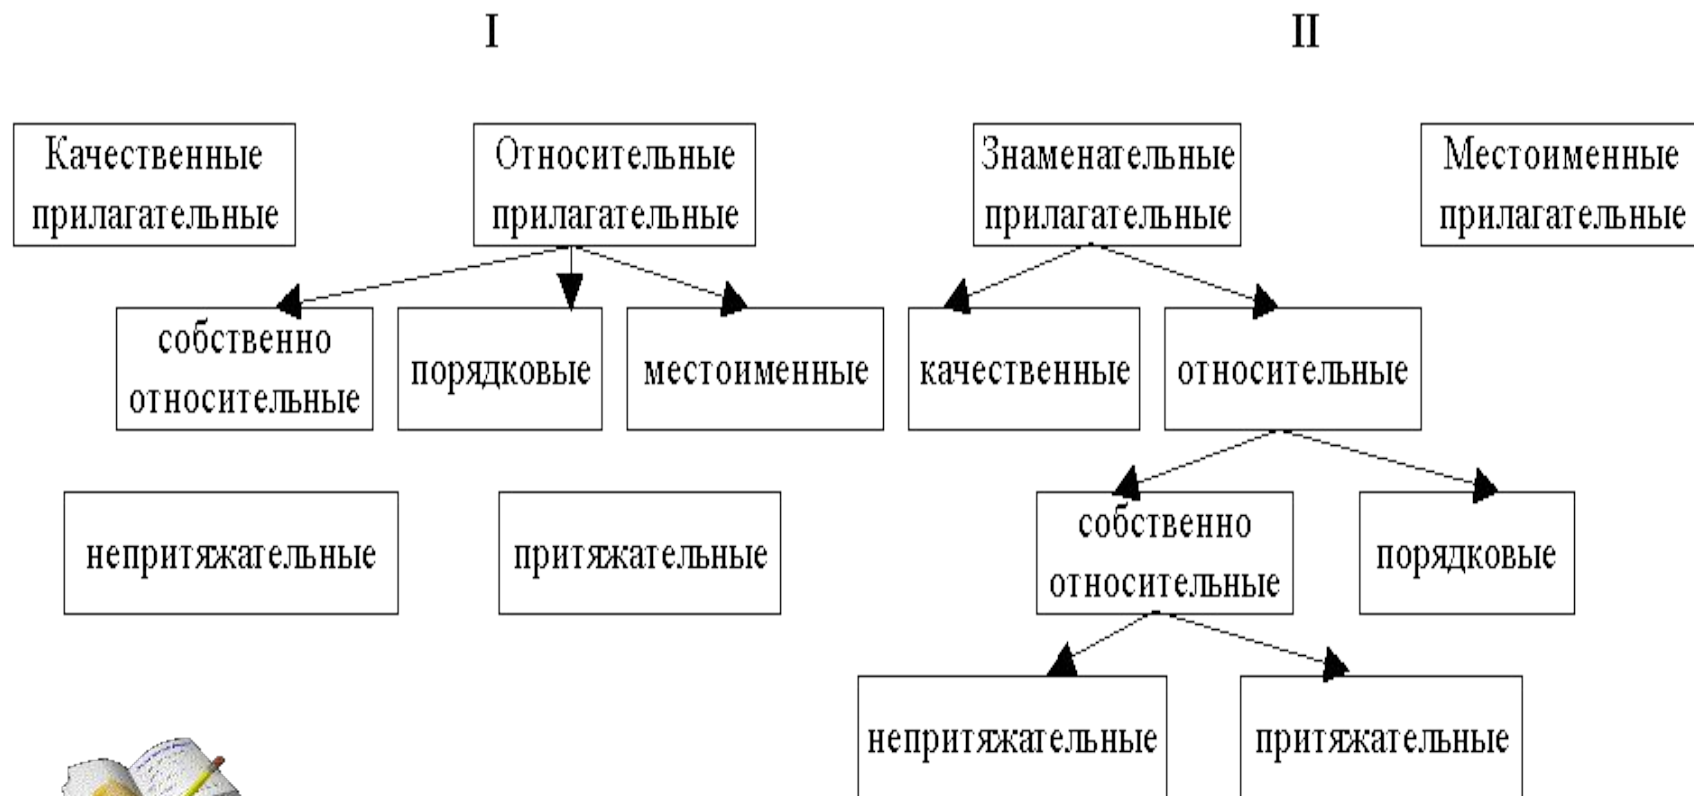 I
II
Качественные
прилагательные
Относительные
прилагательные
Знаменательные
прилагательные
Местоименные
прилагательные
собственно
относительные
порядковые
местоименные
качественные
относительные
непритяжательные
притяжательные
собственно
относительные
порядковые
непритяжательные
притяжательные